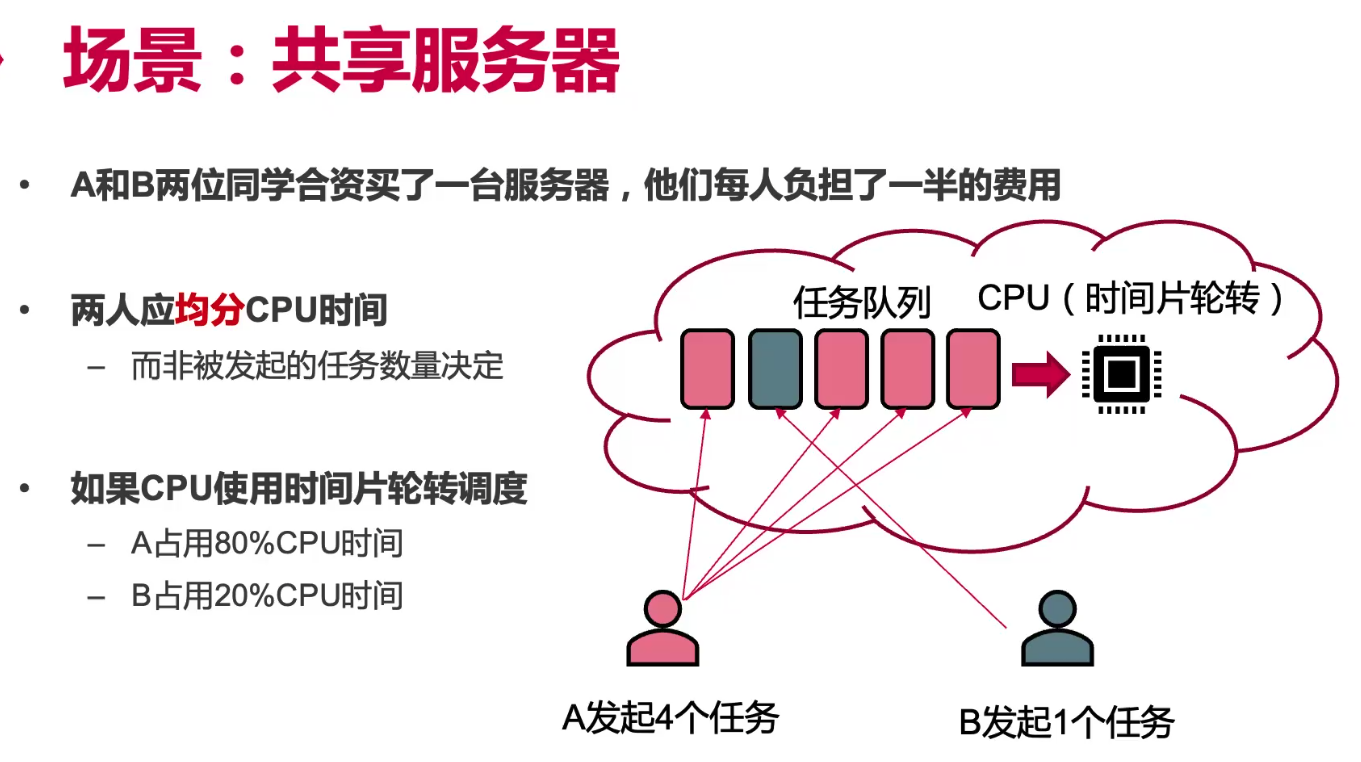 场景：共享服务器
• A和B两位同学合资买了一台服务器，他们每人负担了一半的费用
• 两人应均分CPU时间
– 而非被发起的任务数量决定
• 如果CPU使用时间片轮转调度
– A占用80%CPU时间
– B占用20%CPU时间
任务队列
CPU（时间片轮转）
A发起4个任务
B发起1个任务